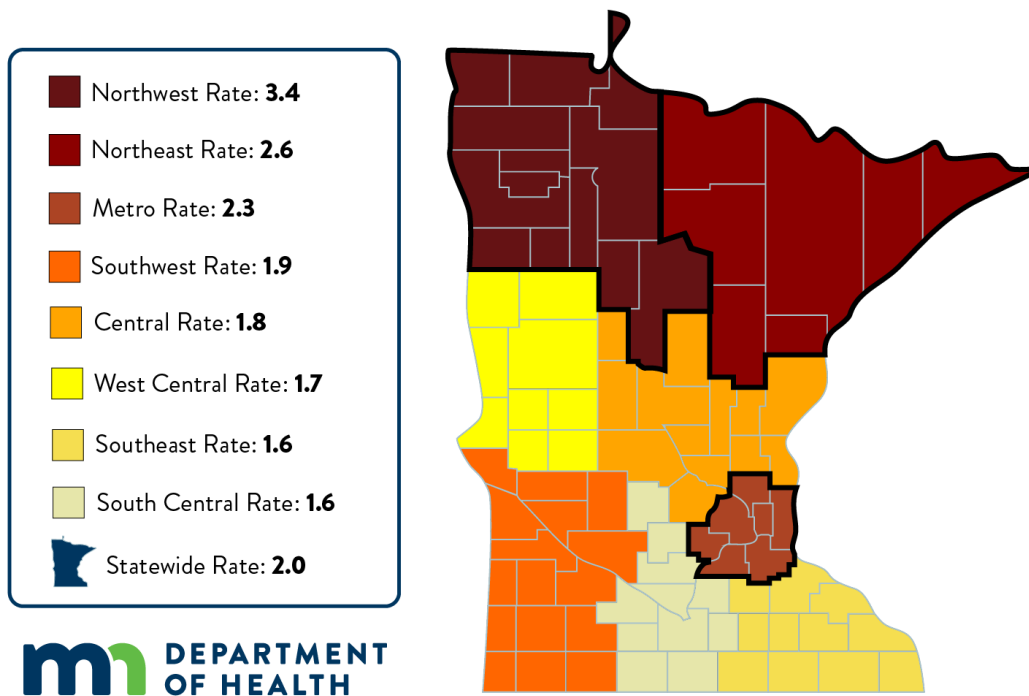 Northwest Rate: 3.4
Northeast Rate: 2.6
Metro Rate: 2.3
Southwest Rate: 1.9
Central Rate: 1.8
West Central Rate: 1.7
Southeast Rate: 1.6
South Central Rate: 1.6
Statewide Rate: 2.0
mn DEPARTMENT
OF HEALTH